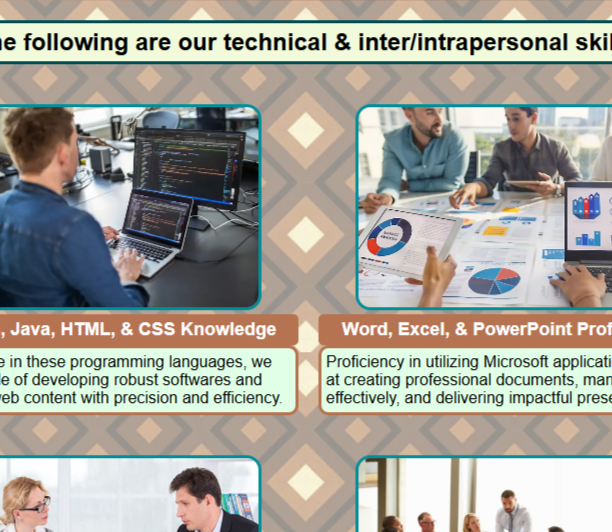 e following are our technical & inter/intrapersonal skil
, Java, HTML, & CSS Knowledge
Word, Excel, & PowerPoint Prof
e in these programming languages, we
le of developing robust softwares and
eb content with precision and efficiency.
Proficiency in utilizing Microsoft applicati
at creating professional documents, man
effectively, and delivering impactful prese